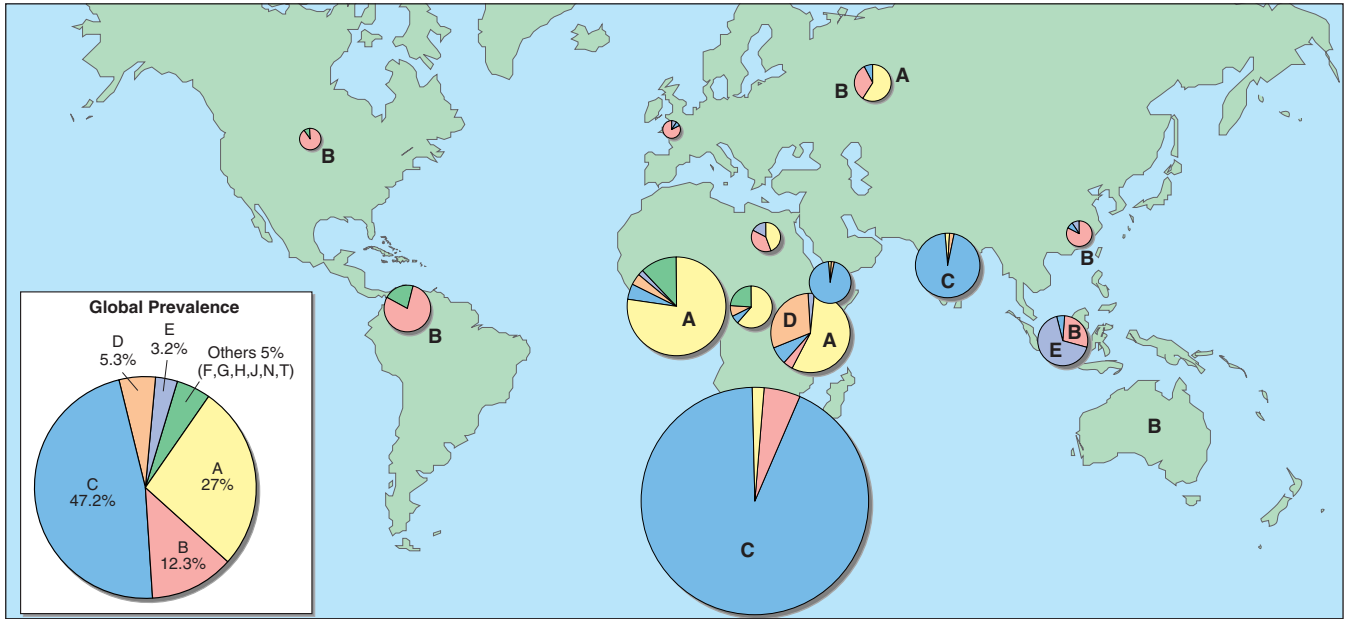 A
B
B
B
C
B
A
D
A
B
E
B
C
B
Global Prevalence
D
5.3%
E
3.2%
Others 5%
(F,G,H,J,N,T)
A
27%
C
47.2%
B
12.3%